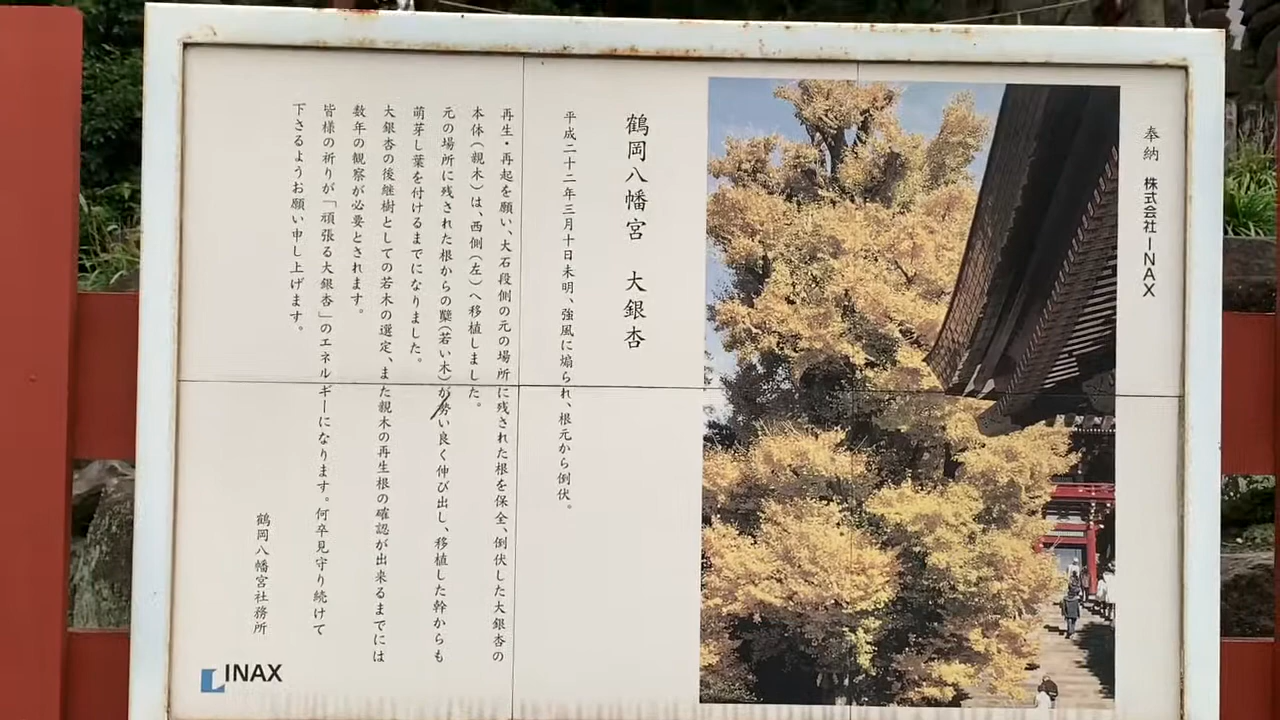 奉納　株式会社INAX
鶴岡八幡宮　大銀杏
平成二十二年三月十日未明、強風に煽られ、根元から倒伏。
再生・再起を願い、大石段側の元の場所に残された根を保全、倒伏した大銀杏の
本体（親木）は、西側（左）へ移植しました。
元の場所に残された根からの蘖（若い木）が勢い良く伸び出し、移植した幹からも
萌芽し葉を付けるまでになりました。
大銀杏の後継樹としての若木の選定、また親木の再生根の確認が出来るまでには
数年の観察が必要とされます。
皆様の祈りが「頑張る大銀杏」のエネルギーになります。何卒見守り続けて
下さるようお願い申し上げます。
鶴岡八幡宮社務所
INAX